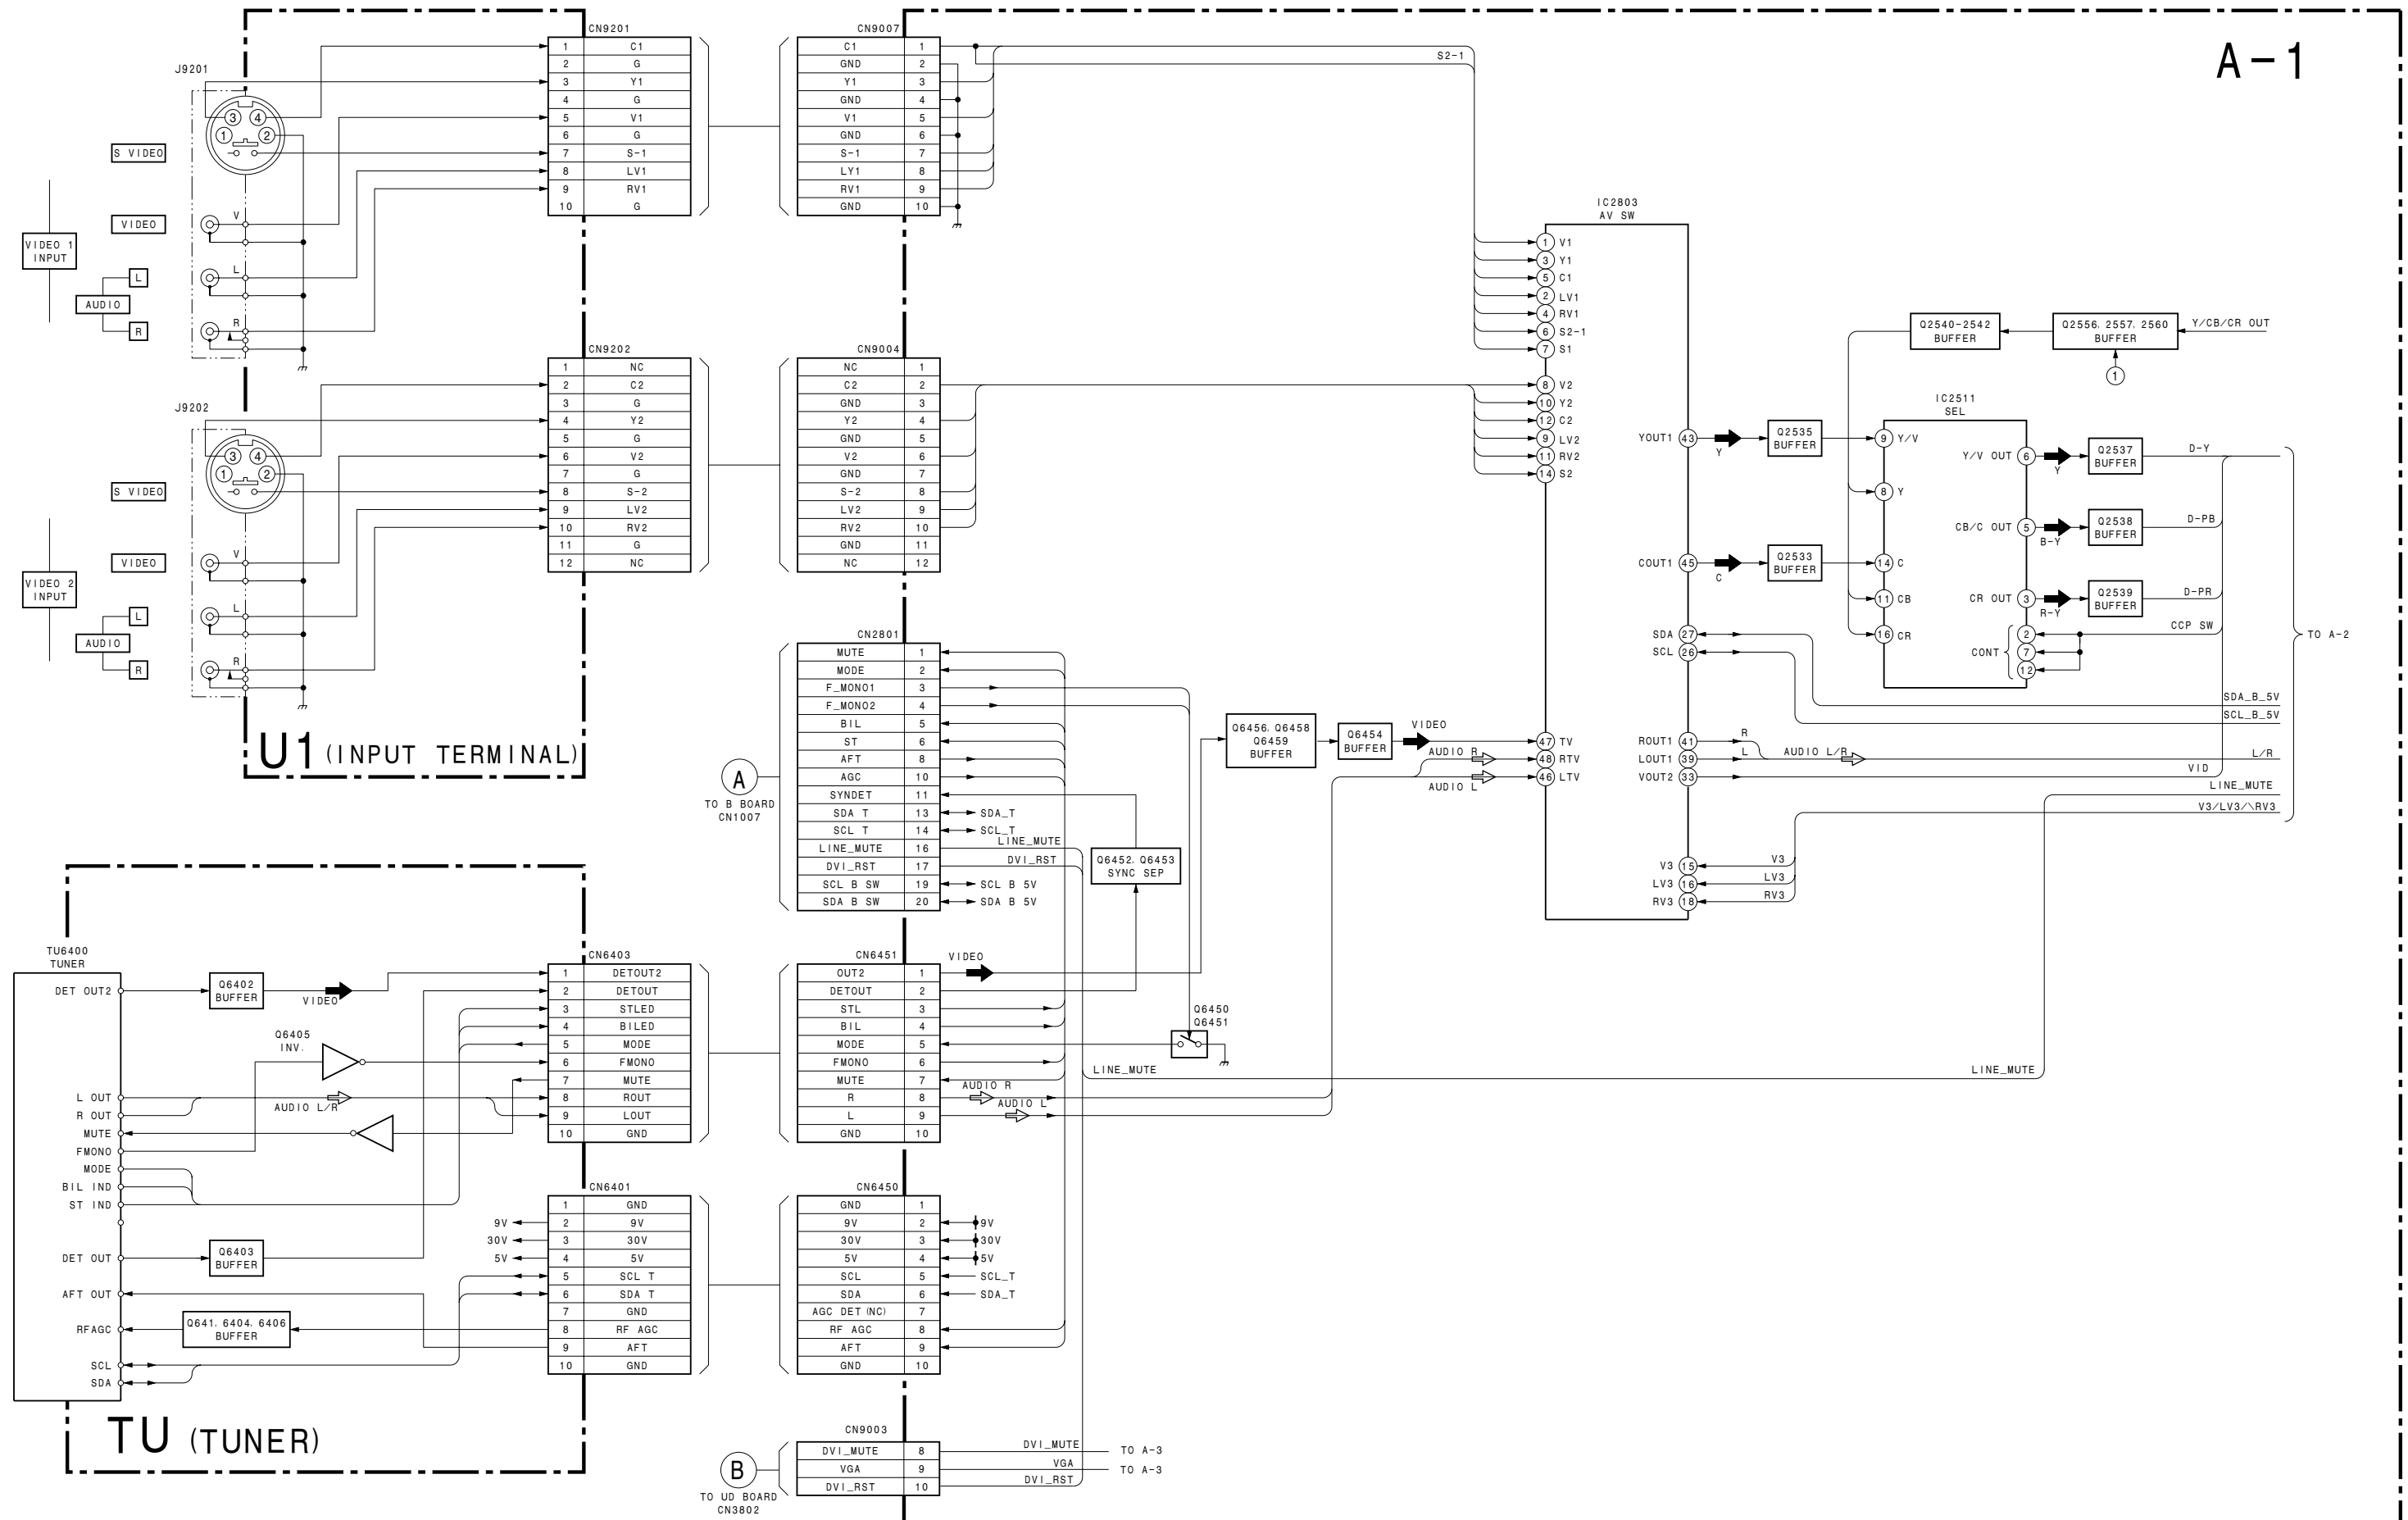 A-1
J9201
S VIDEO
VIDEO
VIDEO 1
INPUT
AUDIO
L
R
3
4
1
2
V
L
R
CN9201
1 C1
2 G
3 Y1
4 G
5 V1
6 G
7 S-1
8 LV1
9 RV1
10 G
CN9007
C1 1
GND 2
Y1 3
GND 4
V1 5
GND 6
S-1 7
LY1 8
RV1 9
GND 10
S2-1
J9202
S VIDEO
VIDEO
VIDEO 2
INPUT
AUDIO
L
R
3
4
1
2
V
L
R
CN9202
1 NC
2 C2
3 G
4 Y2
5 G
6 V2
7 G
8 S-2
9 LV2
10 RV2
11 G
12 NC
CN9004
NC 1
C2 2
GND 3
Y2 4
GND 5
V2 6
GND 7
S-2 8
LV2 9
RV2 10
GND 11
NC 12
U1 (INPUT TERMINAL)
A
TO B BOARD
CN1007
CN2801
MUTE 1
MODE 2
F_MONO1 3
F_MONO2 4
BIL 5
ST 6
AFT 8
AGC 10
SYNDET 11
SDA T 13 SDA_T
SCL T 14 SCL_T
LINE_MUTE 16 LINE_MUTE
DVI_RST 17 DVI_RST
SCL B SW 19 SCL B 5V
SDA B SW 20 SDA B 5V
Q6452, Q6453
SYNC SEP
Q6456, Q6458
Q6459
BUFFER
Q6454
BUFFER
VIDEO
AUDIO R
AUDIO L
IC2803
AV SW
1 V1
3 Y1
5 C1
2 LV1
4 RV1
6 S2-1
7 S1
8 V2
10 Y2
12 C2
9 LV2
11 RV2
14 S2
47 TV
48 RTV
46 LTV
YOUT1 43
Y
COUT1 45
C
SDA 27
SCL 26
ROUT1 41 R
LOUT1 39 L
VOUT2 33
AUDIO L/R
V3 15 V3
LV3 16 LV3
RV3 18 RV3
Q2535
BUFFER
Q2533
BUFFER
Q2540-2542
BUFFER
Q2556, 2557, 2560
BUFFER
Y/CB/CR OUT
1
IC2511
SEL
9 Y/V
8 Y
14 C
11 CB
16 CR
Y/V OUT 6
Y
CB/C OUT 5
B-Y
CR OUT 3
R-Y
CONT
2
7
12
Q2537
BUFFER
Q2538
BUFFER
Q2539
BUFFER
D-Y
D-PB
D-PR
CCP SW
TO A-2
SDA_B_5V
SCL_B_5V
L/R
VID
LINE_MUTE
V3/LV3/\RV3
TU6400
TUNER
DET OUT2
L OUT
R OUT
MUTE
FMONO
MODE
BIL IND
ST IND
DET OUT
AFT OUT
RFAGC
SCL
SDA
Q6402
BUFFER
VIDEO
Q6405
INV.
AUDIO L/R
Q6403
BUFFER
Q641, 6404, 6406
BUFFER
CN6403
1 DETOUT2
2 DETOUT
3 STLED
4 BILED
5 MODE
6 FMONO
7 MUTE
8 ROUT
9 LOUT
10 GND
CN6451
OUT2 1
DETOUT 2
STL 3
BIL 4
MODE 5
FMONO 6
MUTE 7
R 8
L 9
GND 10
VIDEO
AUDIO R
AUDIO L
Q6450
Q6451
LINE_MUTE
LINE_MUTE
CN6401
1 GND
9V 2 9V
30V 3 30V
5V 4 5V
5 SCL T
6 SDA T
7 GND
8 RF AGC
9 AFT
10 GND
CN6450
GND 1
9V 2 9V
30V 3 30V
5V 4 5V
SCL 5 SCL_T
SDA 6 SDA_T
AGC DET (NC) 7
RF AGC 8
AFT 9
GND 10
TU (TUNER)
B
TO UD BOARD
CN3802
CN9003
DVI_MUTE 8 DVI_MUTE TO A-3
VGA 9 VGA TO A-3
DVI_RST 10 DVI_RST